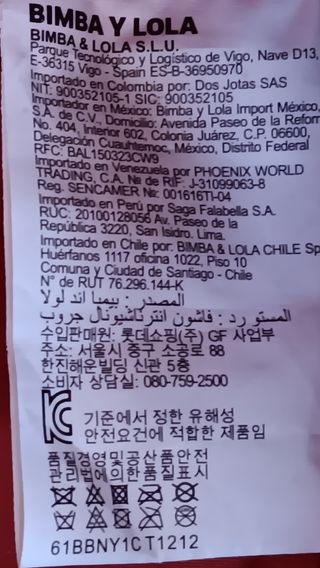 BIMBA Y LOLA
BIMBA & LOLA S.L.U.
Parque Tecnológico y Logístico de Vigo, Nave D13,
E-36315 Vigo - Spain ES-B-36950970
Importado en Colombia por: Dos Jotas SAS
NIT: 900352105-1 SIC: 900352105
Importador en México: Bimba y Lola Import México,
S.A. de C.V., Domicilio: Avenida Paseo de la Refor
No. 404, Interior 602, Colonia Juárez, C.P. 06600,
Delegación Cuauhtemoc, México, Distrito Federal
RFC: BAL150323CW9
Importado en Venezuela por PHOENIX WORLD
TRADING, C.A. Nº de RIF: J-31099063-8
Reg. SENCAMER Nº: 001616TI-04
Importado en Perú por Saga Falabella S.A.
RUC: 20100128056 Av. Paseo de la
República 3220, San Isidro. Lima.
Importado en Chile por: BIMBA & LOLA CHILE Sp
Huérfanos 1117 oficina 1022, Piso 10
Comuna y Ciudad de Santiago - Chile
Nº de RUT 76.296.144-K
المصدر : بيمبا اند لولا
المستورد : فاشون انترناشيونال جروب
수입판매원: 롯데쇼핑(주) GF 사업부
주소: 서울시 중구 소공로 88
한진해운빌딩 신관 5층
소비자 상담실: 080-759-2500
기준에서 정한 유해성
안전요건에 적합한 제품임
품질경영및공산품안전
관리법에의한품질표시
61BBNY1CT1212